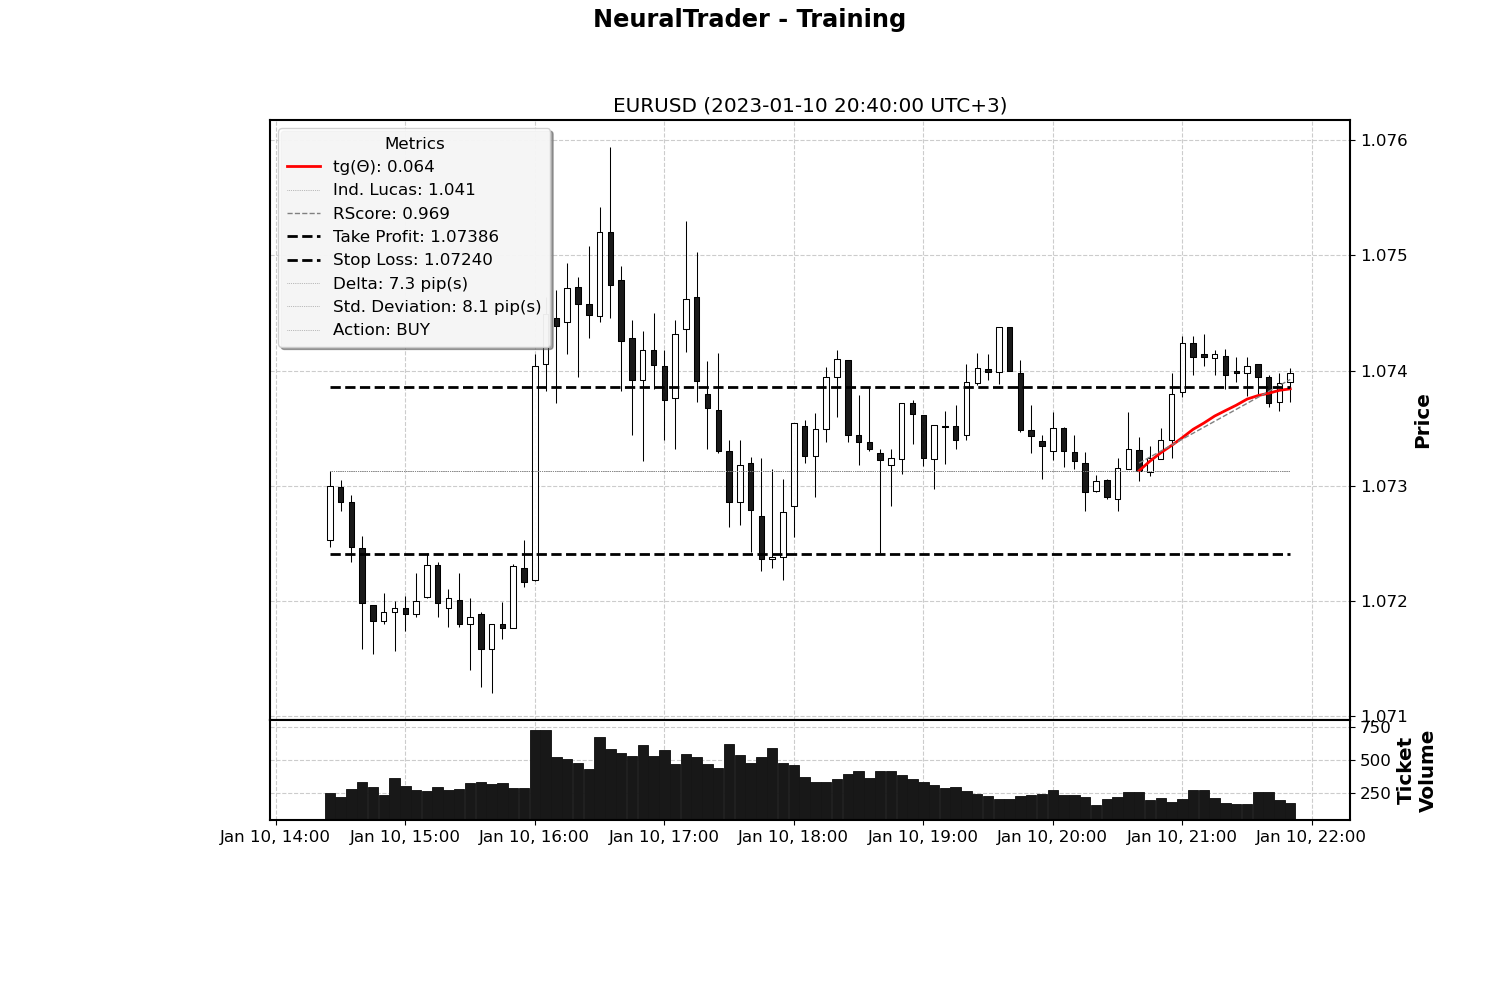 NeuralTrader - Training
EURUSD (2023-01-10 20:40:00 UTC+3)
Metrics
tg(Θ): 0.064
Ind. Lucas: 1.041
RScore: 0.969
Take Profit: 1.07386
Stop Loss: 1.07240
Delta: 7.3 pip(s)
Std. Deviation: 8.1 pip(s)
Action: BUY
1.076
1.075
1.074
1.073
1.072
1.071
Price
750
500
250
Ticket
Volume
Jan 10, 14:00
Jan 10, 15:00
Jan 10, 16:00
Jan 10, 17:00
Jan 10, 18:00
Jan 10, 19:00
Jan 10, 20:00
Jan 10, 21:00
Jan 10, 22:00